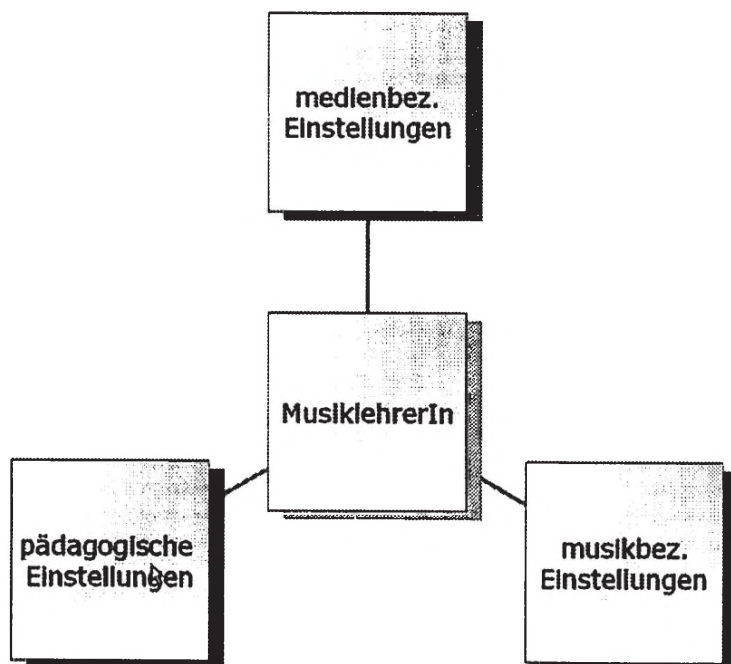 medienbez.
Einstellungen
MusiklehrerIn
pädagogische
Einstellungen
musikbez.
Einstellungen